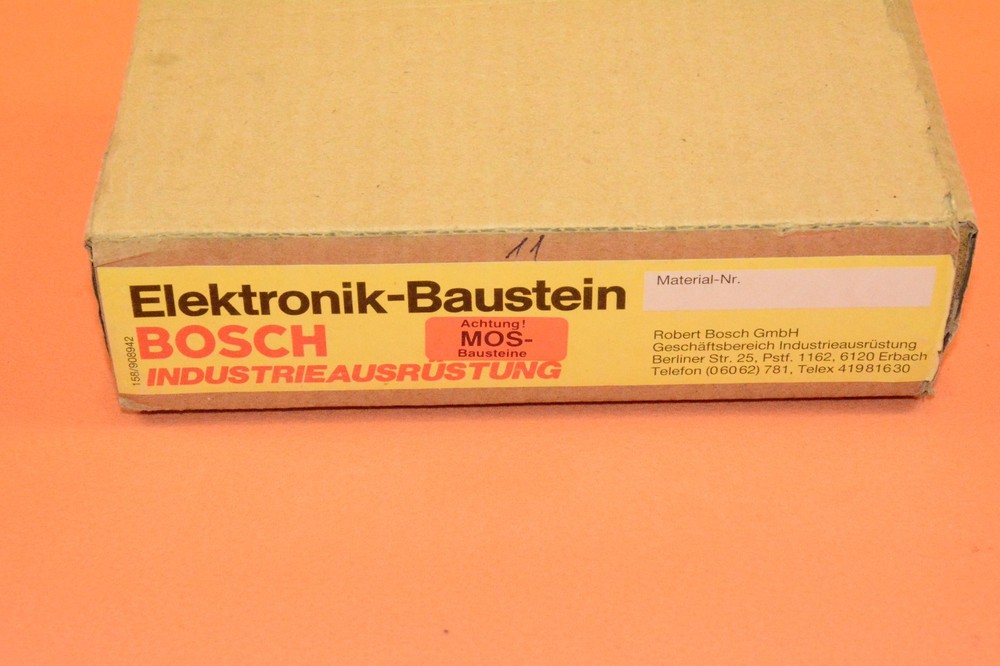 11
Elektronik-Baustein
Material-Nr.
BOSCH
Achtung!
MOS-
Bausteine
INDUSTRIEAUSRÜSTUNG
158/908942
Robert Bosch GmbH
Geschäftsbereich Industrieausrüstung
Berliner Str. 25, Pstf. 1162, 6120 Erbach
Telefon (06062) 781, Telex 41981630